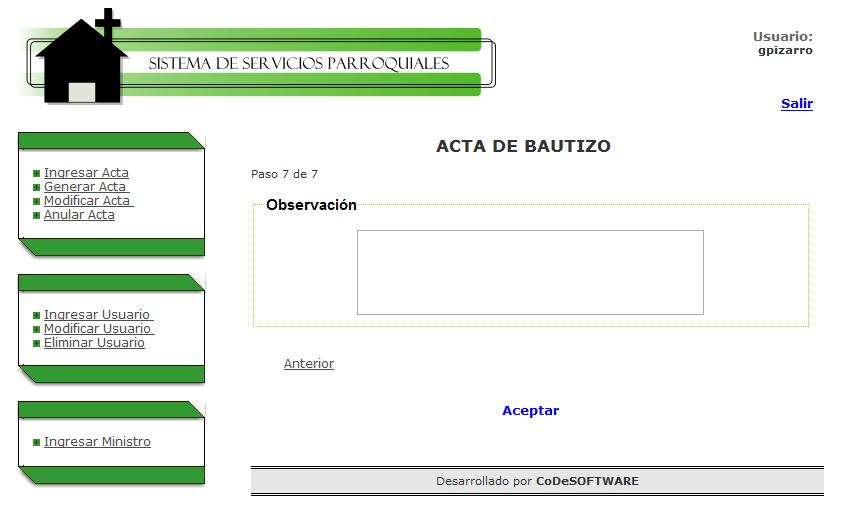 SISTEMA DE SERVICIOS PARROQUIALES
Usuario:
gpizarro
Salir
Ingresar Acta
Generar Acta
Modificar Acta
Anular Acta
Ingresar Usuario
Modificar Usuario
Eliminar Usuario
Ingresar Ministro
ACTA DE BAUTIZO
Paso 7 de 7
Observación
Anterior
Aceptar
Desarrollado por CoDeSOFTWARE